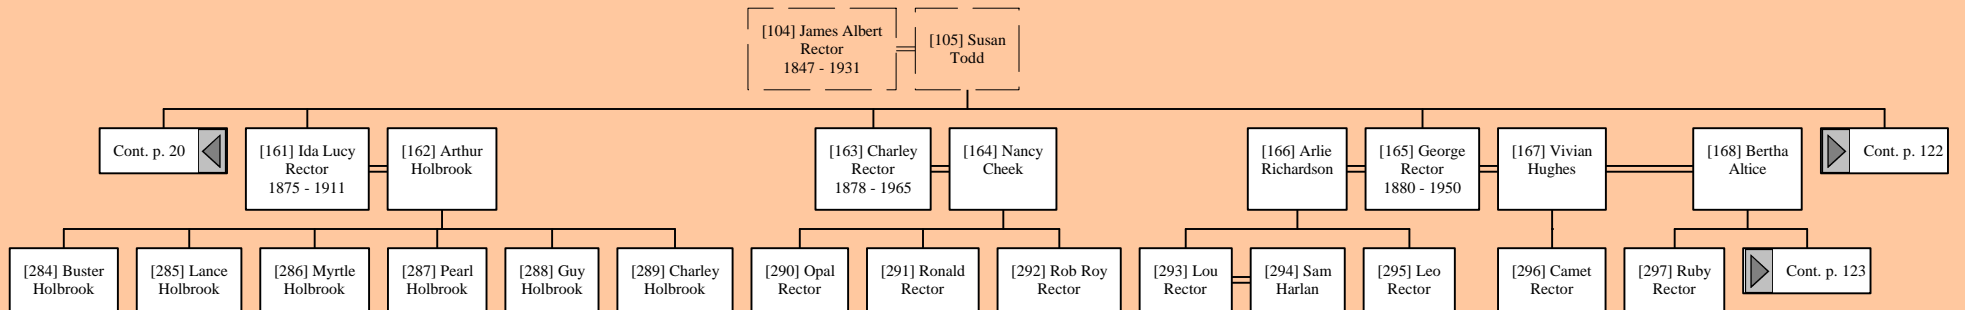 [104] James Albert
Rector
1847 - 1931
[105] Susan
Todd
Cont. p. 20
[161] Ida Lucy
Rector
1875 - 1911
[162] Arthur
Holbrook
[163] Charley
Rector
1878 - 1965
[164] Nancy
Cheek
[166] Arlie
Richardson
[165] George
Rector
1880 - 1950
[167] Vivian
Hughes
[168] Bertha
Altice
Cont. p. 122
[284] Buster
Holbrook
[285] Lance
Holbrook
[286] Myrtle
Holbrook
[287] Pearl
Holbrook
[288] Guy
Holbrook
[289] Charley
Holbrook
[290] Opal
Rector
[291] Ronald
Rector
[292] Rob Roy
Rector
[293] Lou
Rector
[294] Sam
Harlan
[295] Leo
Rector
[296] Camet
Rector
[297] Ruby
Rector
Cont. p. 123